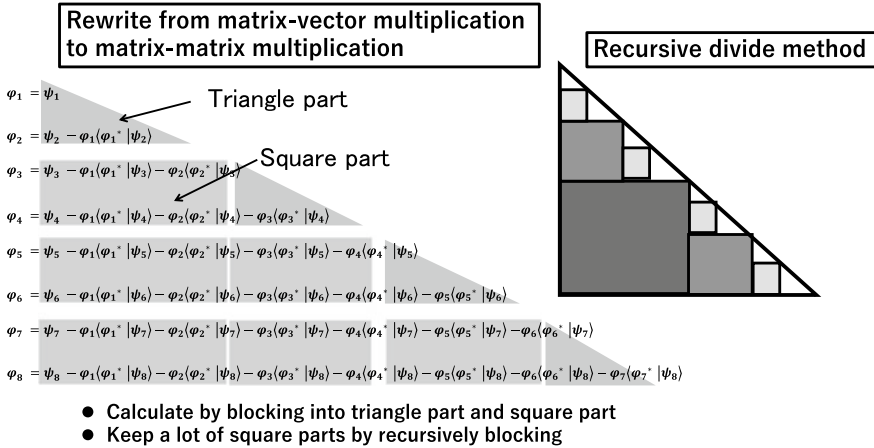 Rewrite from matrix-vector multiplication
to matrix-matrix multiplication
Recursive divide method
φ₁ = ψ₁
Triangle part
φ₂ = ψ₂ − φ₁⟨φ₁* |ψ₂⟩
Square part
φ₃ = ψ₃ − φ₁⟨φ₁* |ψ₃⟩ − φ₂⟨φ₂* |ψ₃⟩
φ₄ = ψ₄ − φ₁⟨φ₁* |ψ₄⟩ − φ₂⟨φ₂* |ψ₄⟩ − φ₃⟨φ₃* |ψ₄⟩
φ₅ = ψ₅ − φ₁⟨φ₁* |ψ₅⟩ − φ₂⟨φ₂* |ψ₅⟩ − φ₃⟨φ₃* |ψ₅⟩ − φ₄⟨φ₄* |ψ₅⟩
φ₆ = ψ₆ − φ₁⟨φ₁* |ψ₆⟩ − φ₂⟨φ₂* |ψ₆⟩ − φ₃⟨φ₃* |ψ₆⟩ − φ₄⟨φ₄* |ψ₆⟩ − φ₅⟨φ₅* |ψ₆⟩
φ₇ = ψ₇ − φ₁⟨φ₁* |ψ₇⟩ − φ₂⟨φ₂* |ψ₇⟩ − φ₃⟨φ₃* |ψ₇⟩ − φ₄⟨φ₄* |ψ₇⟩ − φ₅⟨φ₅* |ψ₇⟩ −φ₆⟨φ₆* |ψ₇⟩
φ₈ = ψ₈ − φ₁⟨φ₁* |ψ₈⟩ − φ₂⟨φ₂* |ψ₈⟩ − φ₃⟨φ₃* |ψ₈⟩ − φ₄⟨φ₄* |ψ₈⟩ − φ₅⟨φ₅* |ψ₈⟩ −φ₆⟨φ₆* |ψ₈⟩ − φ₇⟨φ₇* |ψ₈⟩
● Calculate by blocking into triangle part and square part
● Keep a lot of square parts by recursively blocking